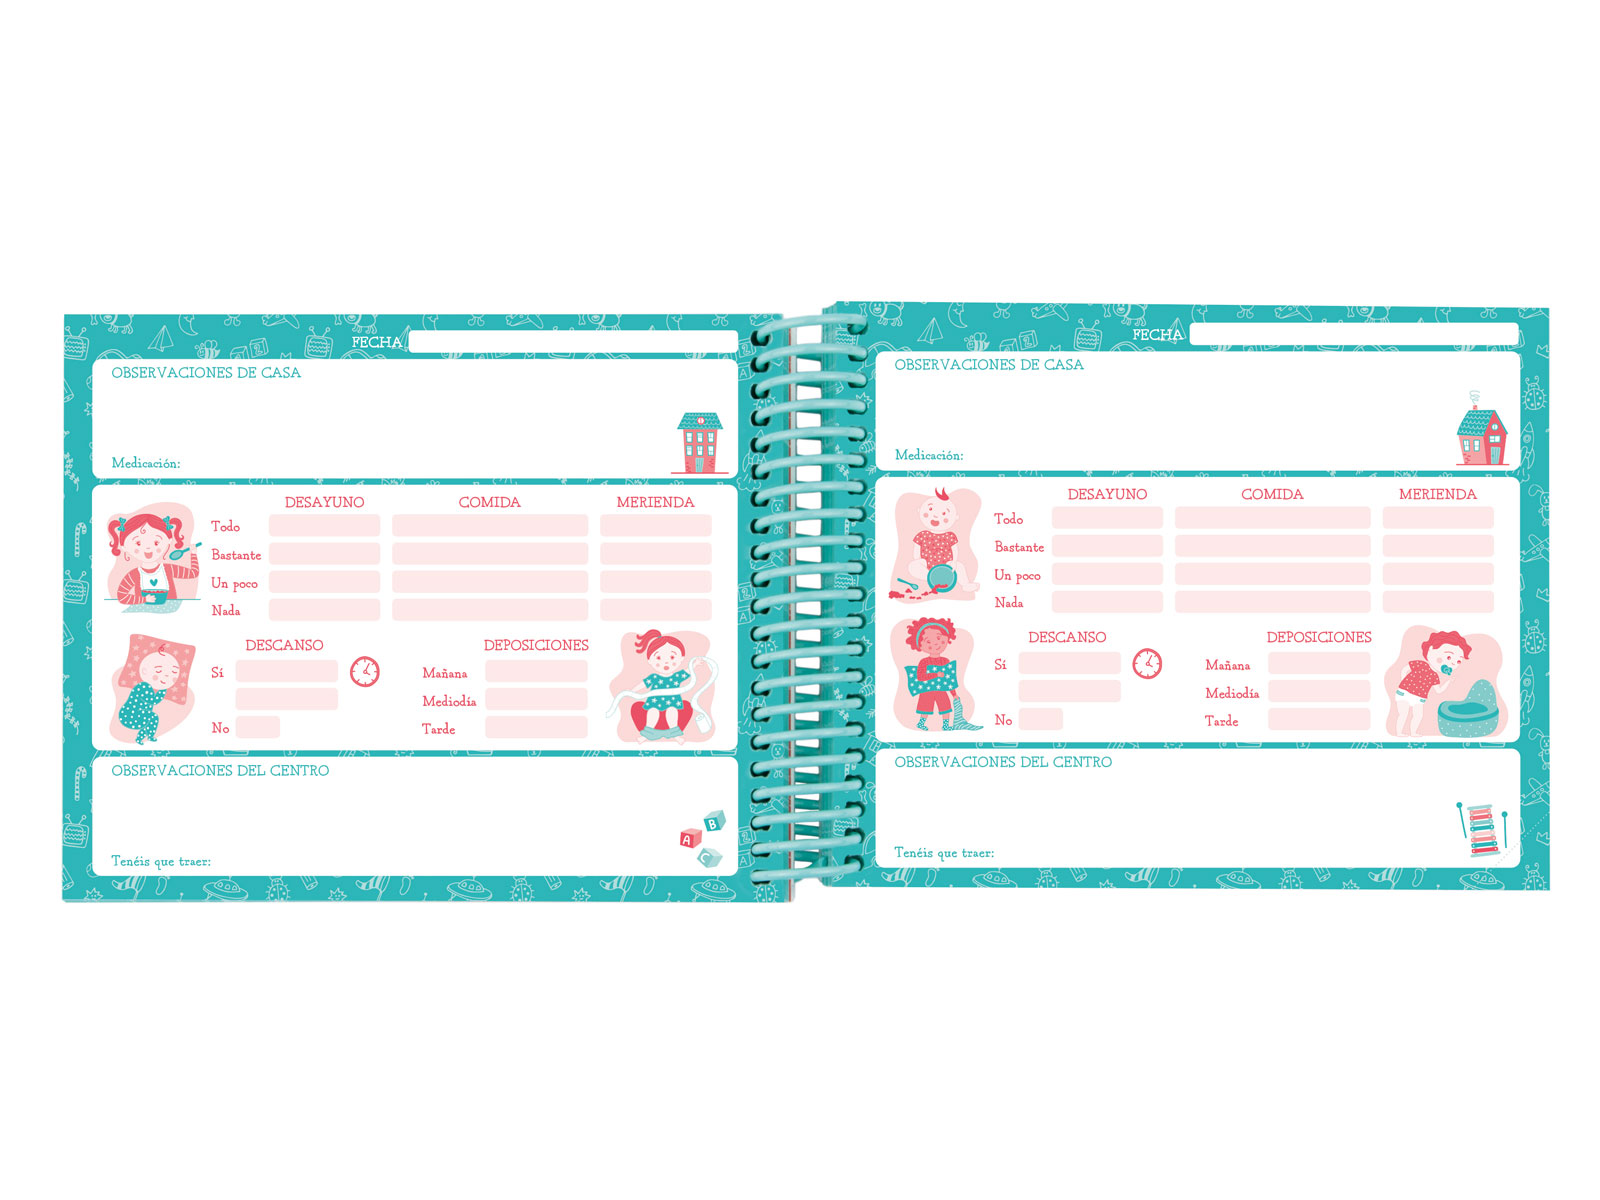 FECHA
OBSERVACIONES DE CASA
Medicación:
DESAYUNO COMIDA MERIENDA
Todo
Bastante
Un poco
Nada
DESCANSO DEPOSICIONES
Sí Mañana
Mediodía
No Tarde
OBSERVACIONES DEL CENTRO
A B C
Tenéis que traer:
FECHA
OBSERVACIONES DE CASA
Medicación:
DESAYUNO COMIDA MERIENDA
Todo
Bastante
Un poco
Nada
DESCANSO DEPOSICIONES
Sí Mañana
Mediodía
No Tarde
OBSERVACIONES DEL CENTRO
Tenéis que traer: